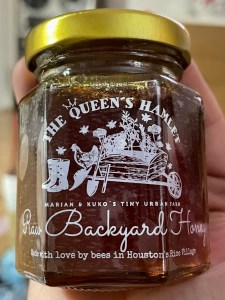 THE QUEEN'S HAMLET
MARIAN & KUKO'S TINY URBAN FARM
Raw Backyard Honey
Made with love by bees in Houston's Rice Village